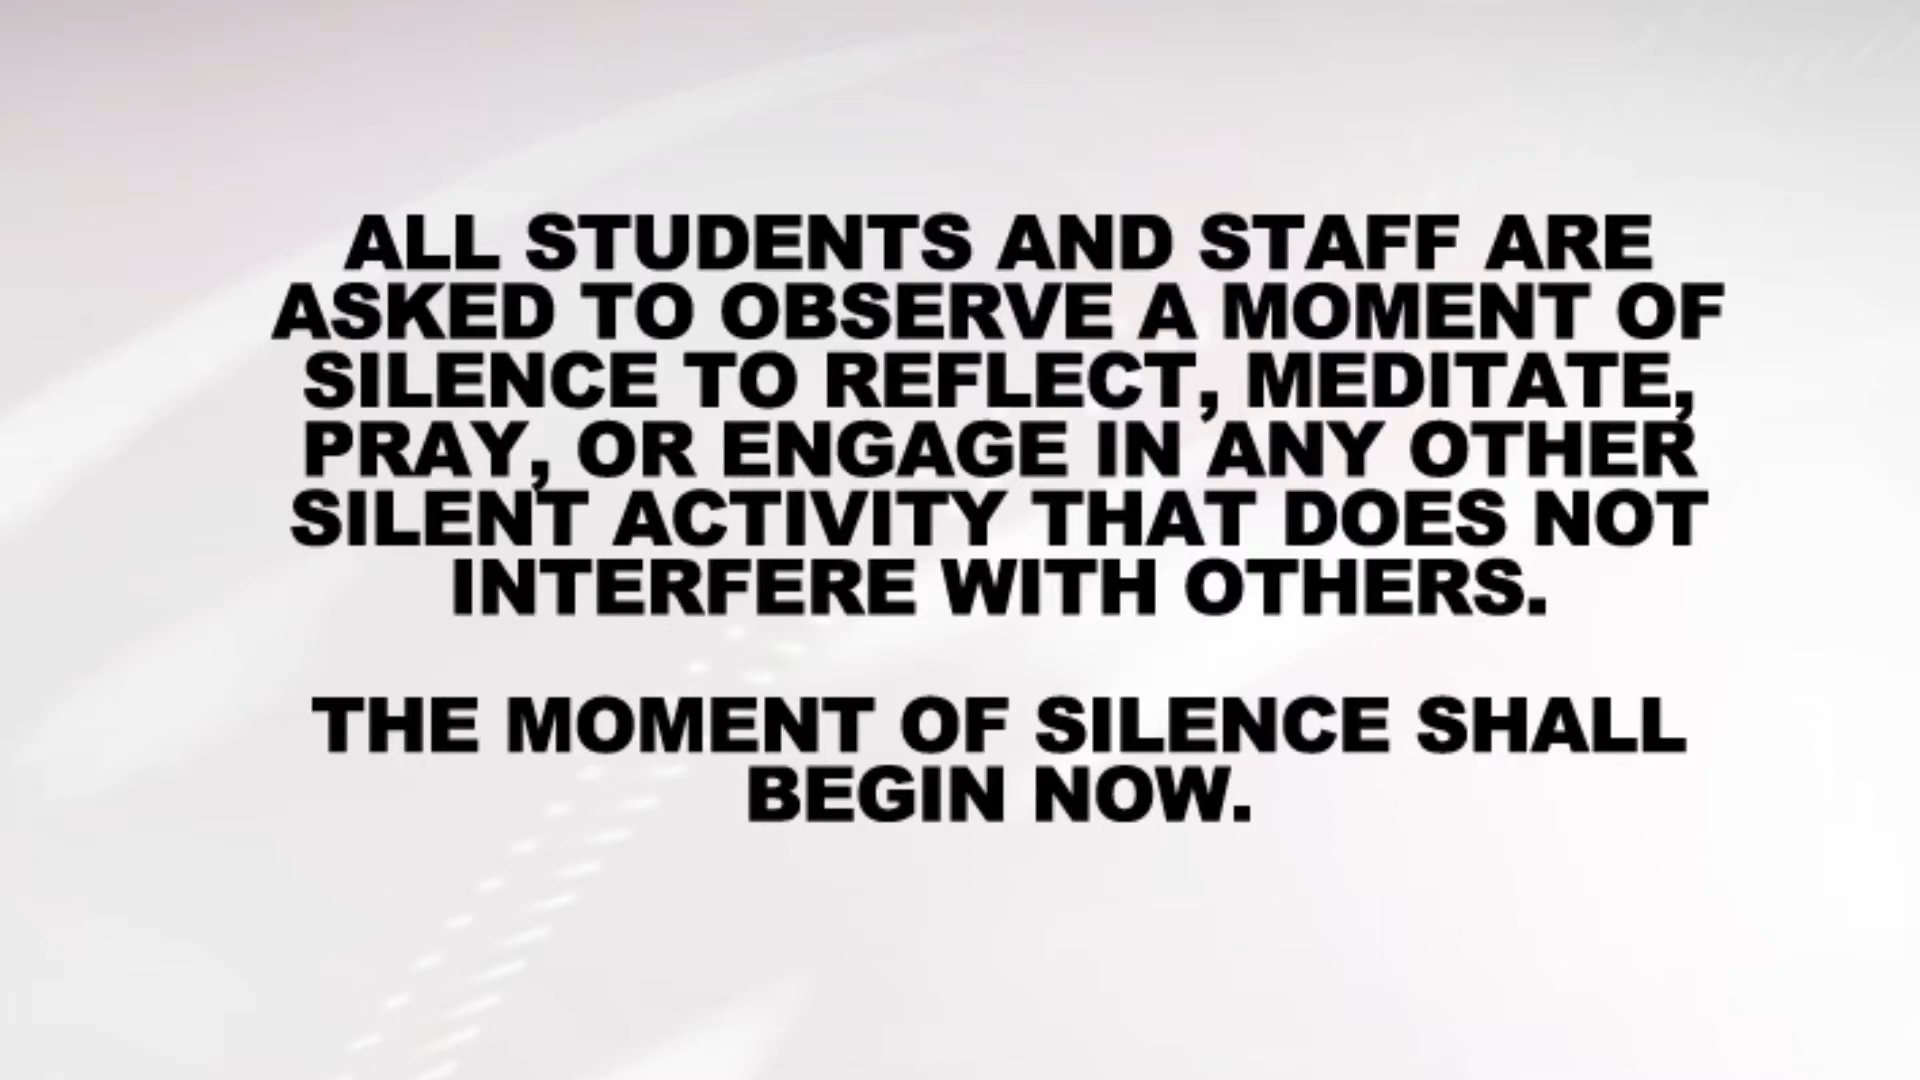 ALL STUDENTS AND STAFF ARE
ASKED TO OBSERVE A MOMENT OF
SILENCE TO REFLECT, MEDITATE,
PRAY, OR ENGAGE IN ANY OTHER
SILENT ACTIVITY THAT DOES NOT
INTERFERE WITH OTHERS.
THE MOMENT OF SILENCE SHALL
BEGIN NOW.